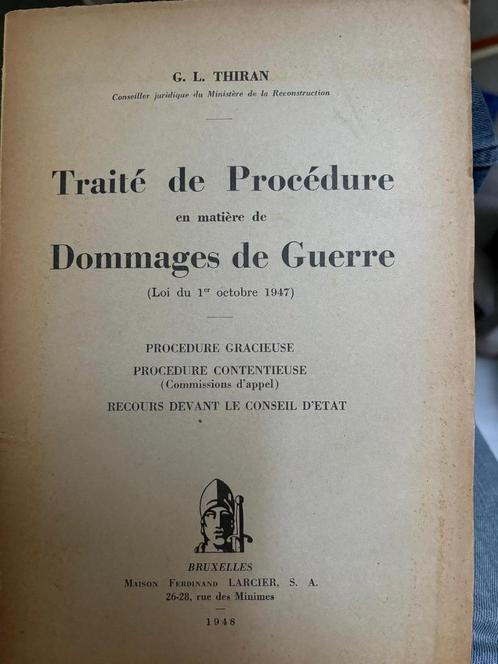 G. L. THIRAN
Conseiller juridique du Ministère de la Reconstruction
Traité de Procédure
en matière de
Dommages de Guerre
(Loi du 1er octobre 1947)
PROCEDURE GRACIEUSE
PROCEDURE CONTENTIEUSE
(Commissions d'appel)
RECOURS DEVANT LE CONSEIL D'ETAT
BRUXELLES
MAISON FERDINAND LARCIER, S. A.
26-28, rue des Minimes
1948